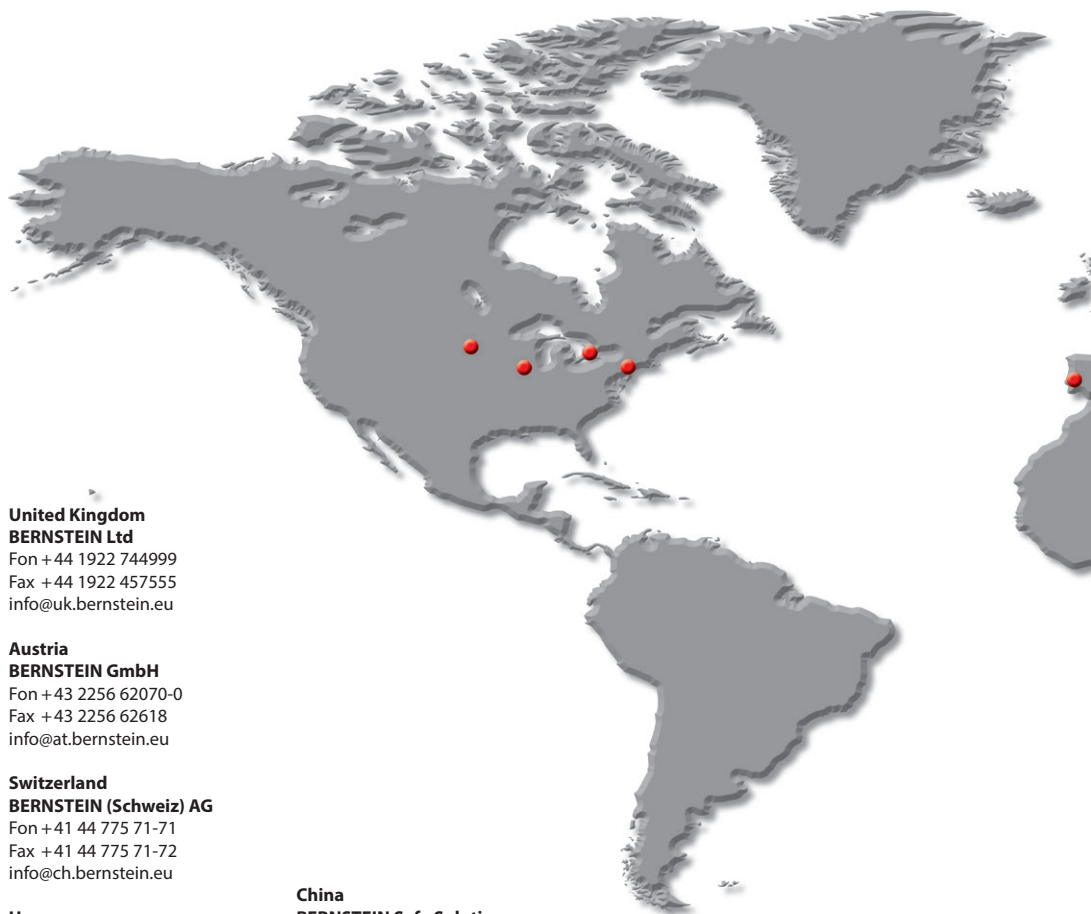 United Kingdom
BERNSTEIN Ltd
Fon +44 1922 744999
Fax +44 1922 457555
info@uk.bernstein.eu
Austria
BERNSTEIN GmbH
Fon +43 2256 62070-0
Fax +43 2256 62618
info@at.bernstein.eu
Switzerland
BERNSTEIN (Schweiz) AG
Fon +41 44 775 71-71
Fax +41 44 775 71-72
info@ch.bernstein.eu
China